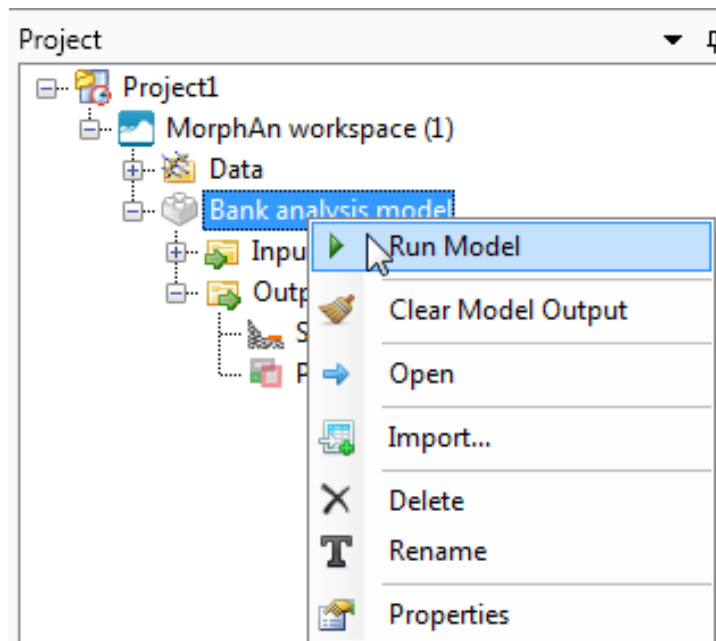 Project
Project1
MorphAn workspace (1)
Data
Bank analysis model
Run Model
Clear Model Output
Open
Import...
Delete
Rename
Properties